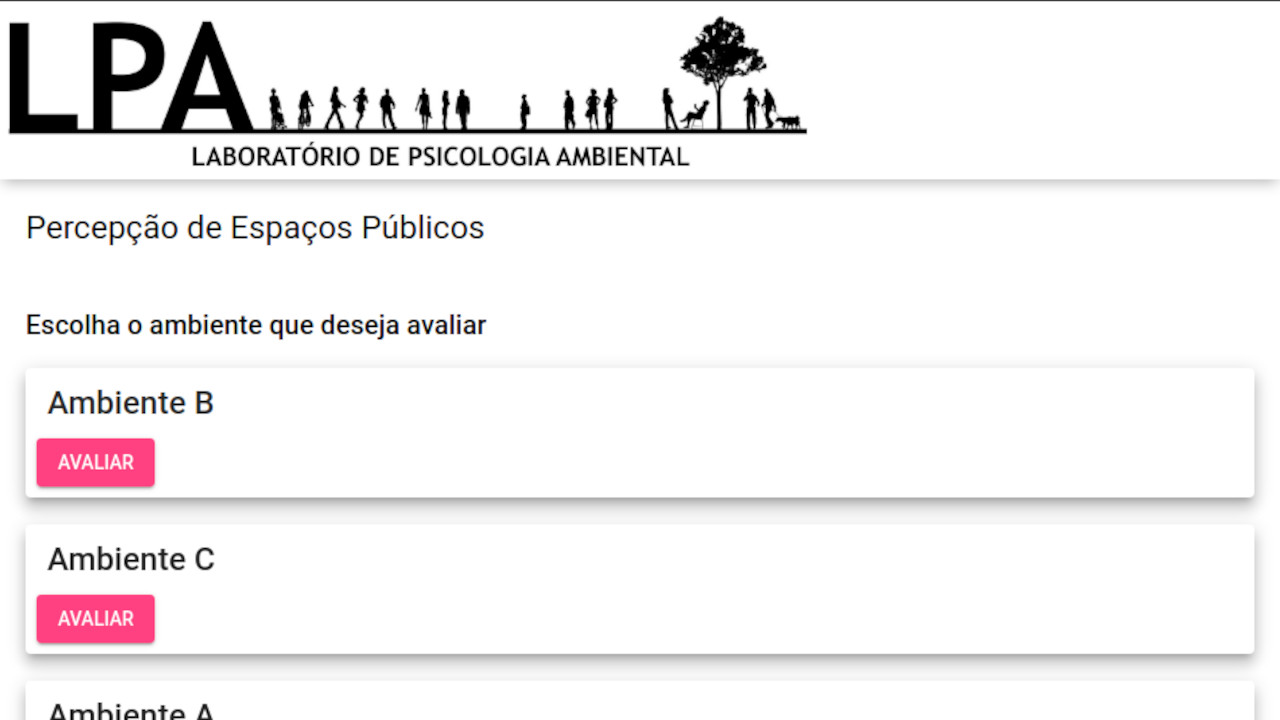 LPA
LABORATÓRIO DE PSICOLOGIA AMBIENTAL
Percepção de Espaços Públicos
Escolha o ambiente que deseja avaliar
Ambiente B
AVALIAR
Ambiente C
AVALIAR
Ambiente A